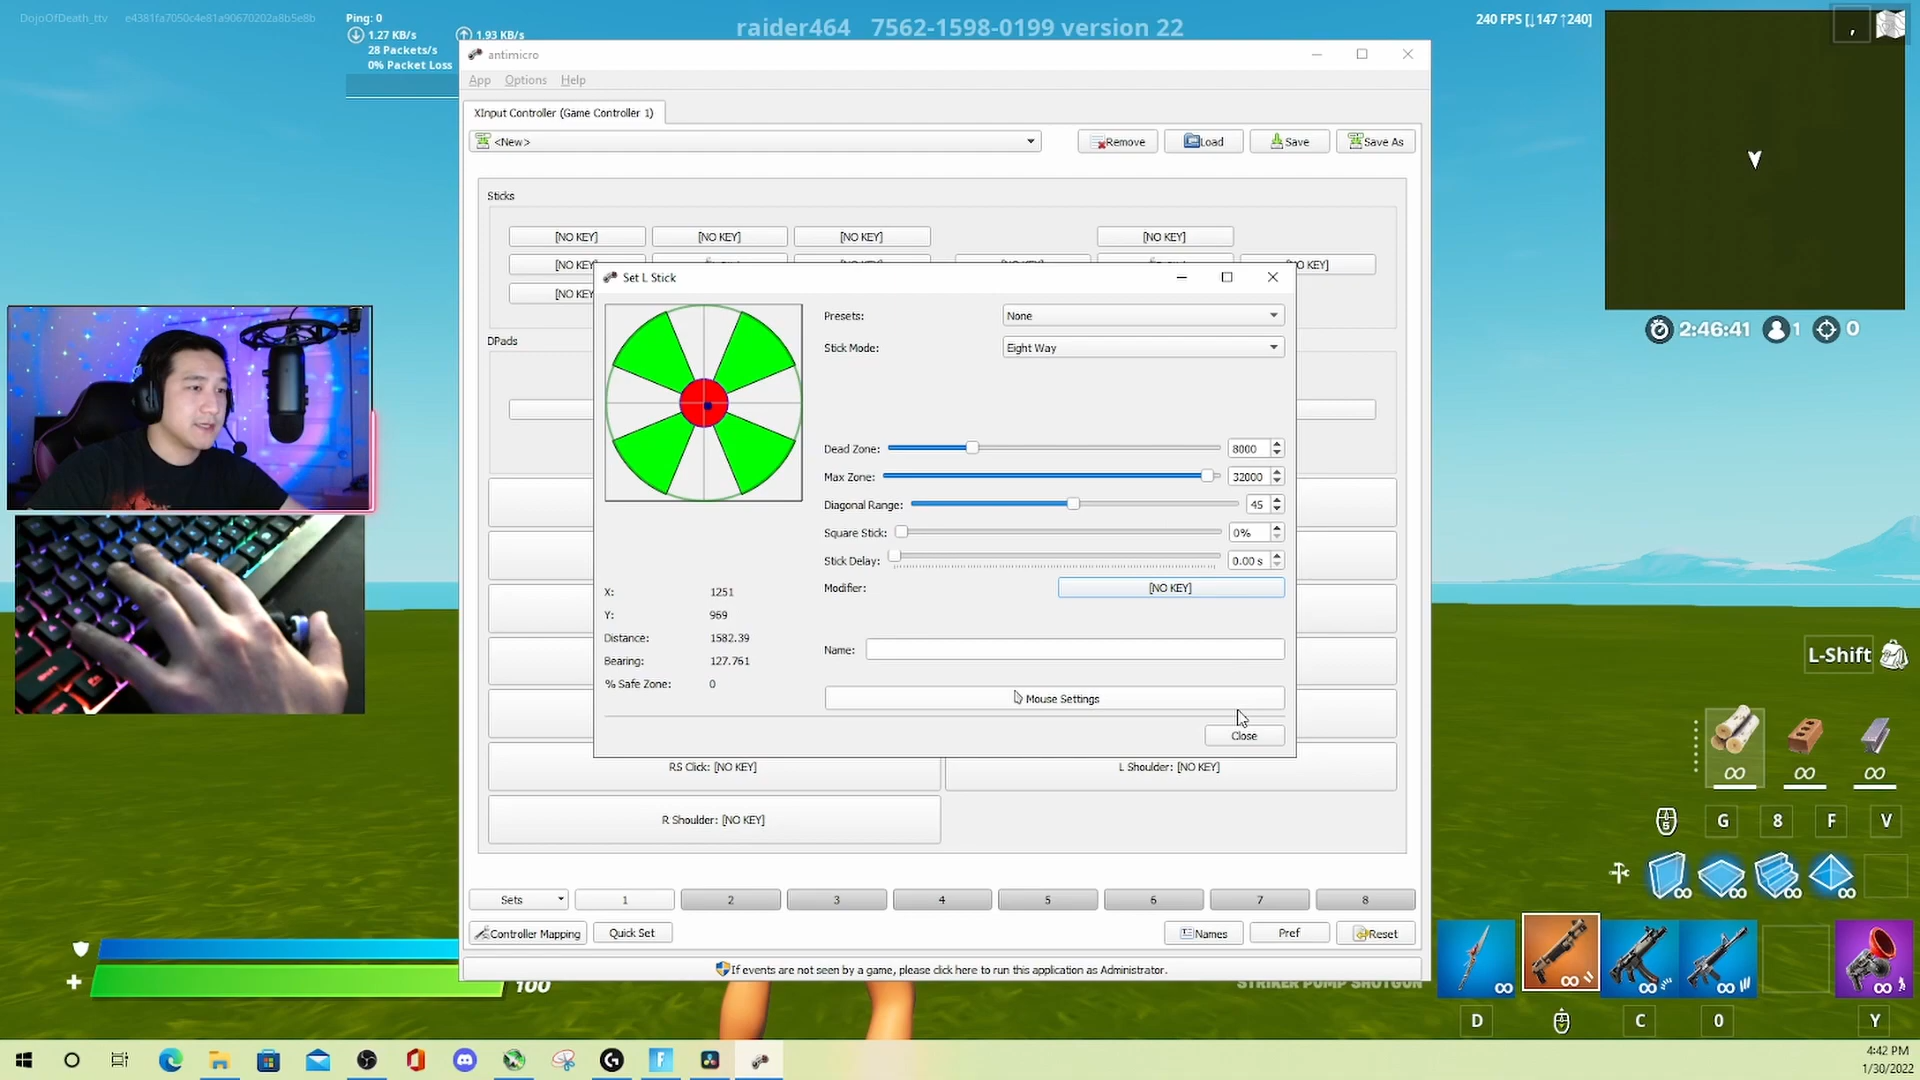 DojoOfDeath_ttv e4381fa7050c4e81a90670202a8b5e8b
Ping: 0
1.27 KB/s 1.93 KB/s
28 Packets/s
0% Packet Loss
raider464 7562-1598-0199 version 22
240 FPS [↓147 ↑240]
,
antimicro
App Options Help
XInput Controller (Game Controller 1)
<New>
Remove Load Save Save As
Sticks
[NO KEY] [NO KEY] [NO KEY] [NO KEY]
[NO KEY
[NO KEY
Set L Stick
Presets: None
Stick Mode: Eight Way
DPads
Dead Zone: 8000
Max Zone: 32000
Diagonal Range: 45
Square Stick: 0%
Stick Delay: 0.00 s
Modifier: [NO KEY]
X: 1251
Y: 969
Distance: 1582.39
Bearing: 127.761
% Safe Zone: 0
Name:
Mouse Settings
Close
RS Click: [NO KEY] L Shoulder: [NO KEY]
R Shoulder: [NO KEY]
Sets 1 2 3 4 5 6 7 8
Controller Mapping Quick Set Names Pref Reset
If events are not seen by a game, please click here to run this application as Administrator.
2:46:41 1 0
L-Shift
∞ ∞ ∞
5 G 8 F V
∞ ∞ ∞ ∞
∞ ∞ ∞ ∞ ∞
STRIKER PUMP SHOTGUN
D C 0 Y
100
4:42 PM
1/30/2022